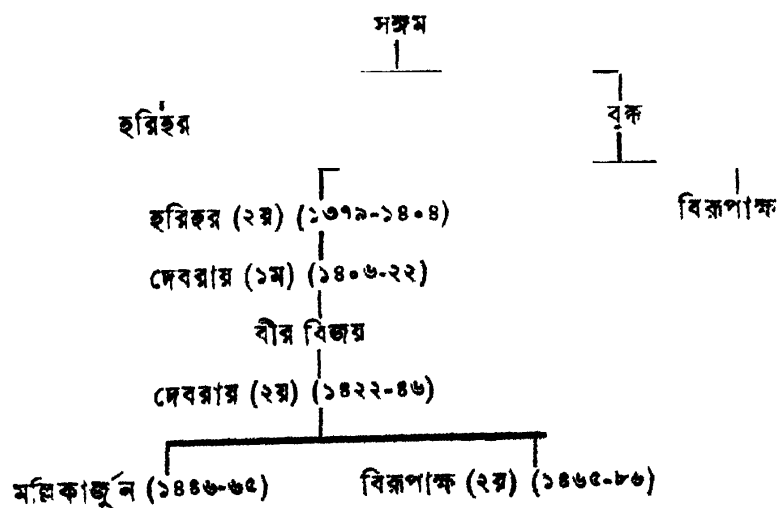 সঙ্গম
হরিহর
বুক্ক
হরিহর (২য়) (১৩৭৯-১৪০৪)
বিরূপাক্ষ
দেবরায় (১ম) (১৪০৬-২২)
বীর বিজয়
দেবরায় (২য়) (১৪২২-৪৬)
মল্লিকার্জুন (১৪৪৬-৬৫) বিরূপাক্ষ (২য়) (১৪৬৫-৮৬)